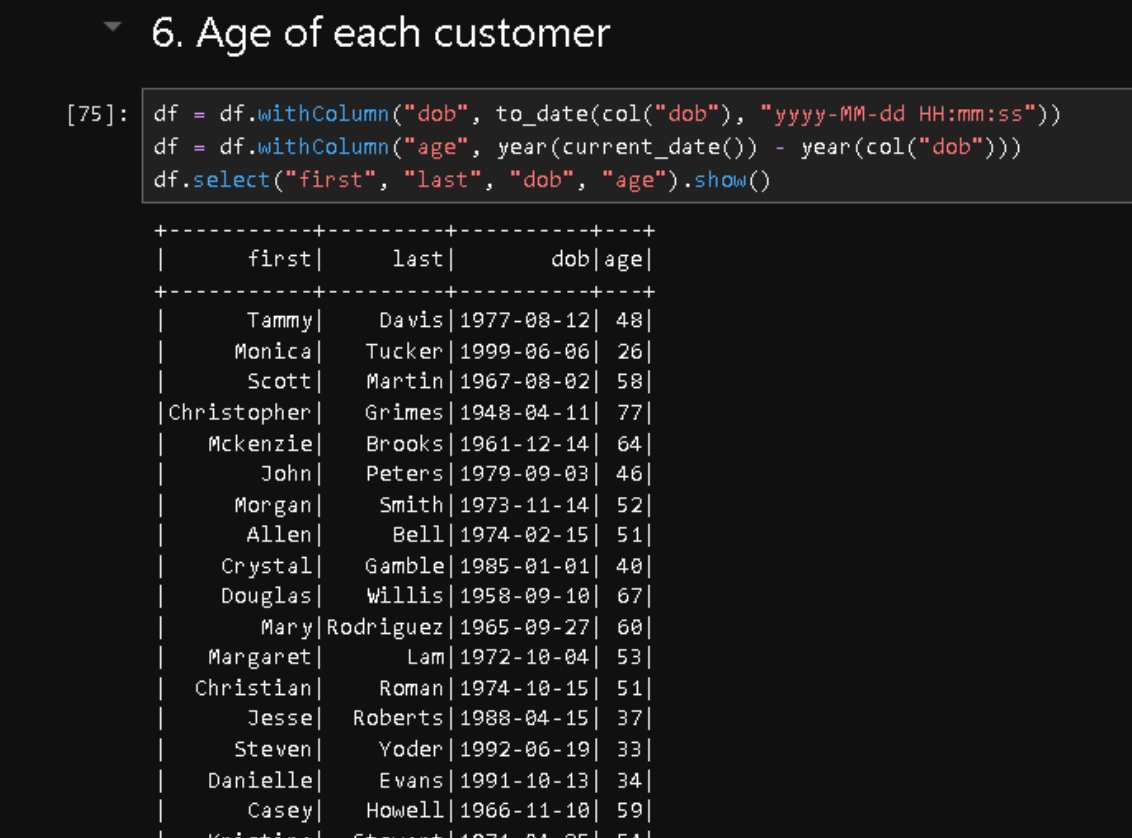 6. Age of each customer
[75]: df = df.withColumn("dob", to_date(col("dob"), "yyyy-MM-dd HH:mm:ss"))
df = df.withColumn("age", year(current_date()) - year(col("dob")))
df.select("first", "last", "dob", "age").show()
+-----------+---------+----------+---+
|      first|     last|       dob|age|
+-----------+---------+----------+---+
|      Tammy|    Davis|1977-08-12| 48|
|     Monica|   Tucker|1999-06-06| 26|
|      Scott|   Martin|1967-08-02| 58|
|Christopher|   Grimes|1948-04-11| 77|
|   Mckenzie|   Brooks|1961-12-14| 64|
|       John|   Peters|1979-09-03| 46|
|     Morgan|    Smith|1973-11-14| 52|
|      Allen|     Bell|1974-02-15| 51|
|    Crystal|   Gamble|1985-01-01| 40|
|    Douglas|   Willis|1958-09-10| 67|
|       Mary|Rodriguez|1965-09-27| 60|
|   Margaret|      Lam|1972-10-04| 53|
|  Christian|    Roman|1974-10-15| 51|
|      Jesse|  Roberts|1988-04-15| 37|
|     Steven|    Yoder|1992-06-19| 33|
|   Danielle|    Evans|1991-10-13| 34|
|      Casey|   Howell|1966-11-10| 59|